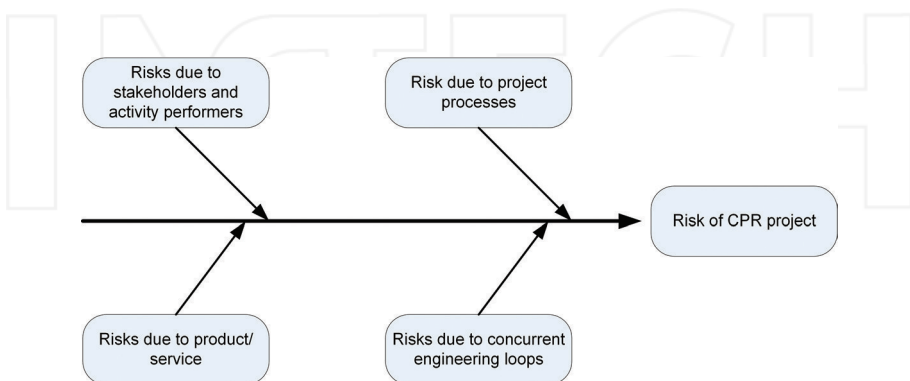 INTECH
Risks due to
stakeholders and
activity performers
Risk due to project
processes
Risk of CPR project
Risks due to product/
service
Risks due to concurrent
engineering loops